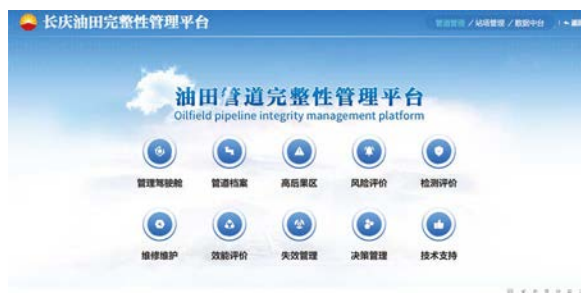 长庆油田完整性管理平台
管道管理 / 站场管理 / 数据中台
油田管道完整性管理平台
Oilfield pipeline integrity management platform
管理驾驶舱 管道档案 高后果区 风险评价 检测评价
维修维护 效能评价 失效管理 决策管理 技术支持